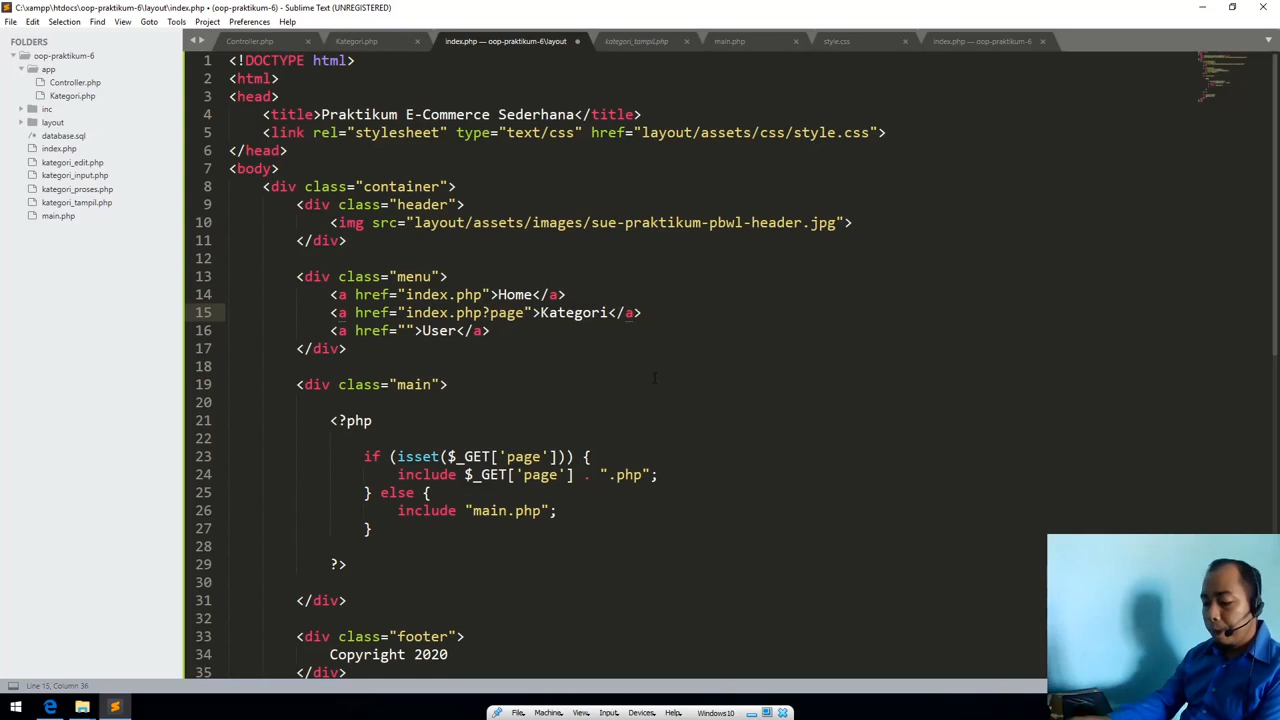 C:\xampp\htdocs\oop-praktikum-6\layout\index.php • (oop-praktikum-6) - Sublime Text (UNREGISTERED)
File Edit Selection Find View Goto Tools Project Preferences Help
FOLDERS
oop-praktikum-6
app
Controller.php
Kategori.php
inc
layout
database.sql
index.php
kategori_edit.php
kategori_input.php
kategori_proses.php
kategori_tampil.php
main.php
Controller.php Kategori.php index.php — oop-praktikum-6\layout kategori_tampil.php main.php style.css index.php — oop-praktikum-6
1 <!DOCTYPE html>
2 <html>
3 <head>
4 <title>Praktikum E-Commerce Sederhana</title>
5 <link rel="stylesheet" type="text/css" href="layout/assets/css/style.css">
6 </head>
7 <body>
8 <div class="container">
9 <div class="header">
10 <img src="layout/assets/images/sue-praktikum-pbwl-header.jpg">
11 </div>
12
13 <div class="menu">
14 <a href="index.php">Home</a>
15 <a href="index.php?page">Kategori</a>
16 <a href="">User</a>
17 </div>
18
19 <div class="main">
20
21 <?php
22
23 if (isset($_GET['page'])) {
24 include $_GET['page'] . ".php";
25 } else {
26 include "main.php";
27 }
28
29 ?>
30
31 </div>
32
33 <div class="footer">
34 Copyright 2020
35 </div>
Line 15, Column 36
File Machine View Input Devices Help Windows10